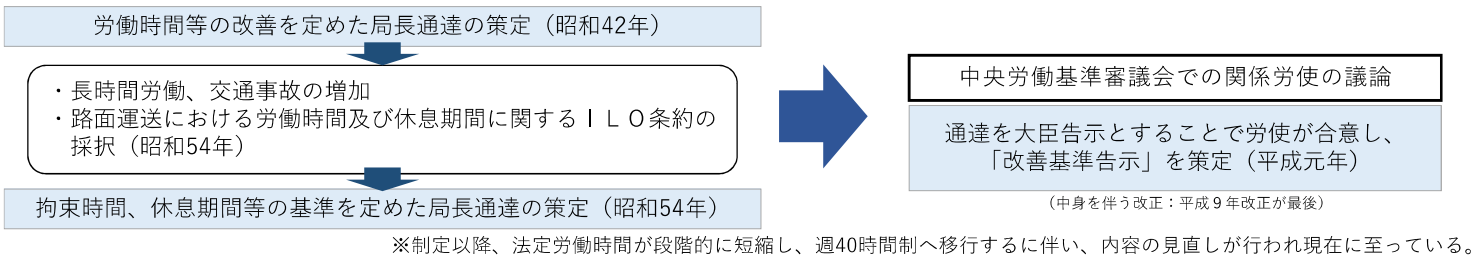 労働時間等の改善を定めた局長通達の策定（昭和42年）
・長時間労働、交通事故の増加
・路面運送における労働時間及び休息期間に関するＩＬＯ条約の
採択（昭和54年）
拘束時間、休息期間等の基準を定めた局長通達の策定（昭和54年）
中央労働基準審議会での関係労使の議論
通達を大臣告示とすることで労使が合意し、
「改善基準告示」を策定（平成元年）
（中身を伴う改正：平成９年改正が最後）
※制定以降、法定労働時間が段階的に短縮し、週40時間制へ移行するに伴い、内容の見直しが行われ現在に至っている。